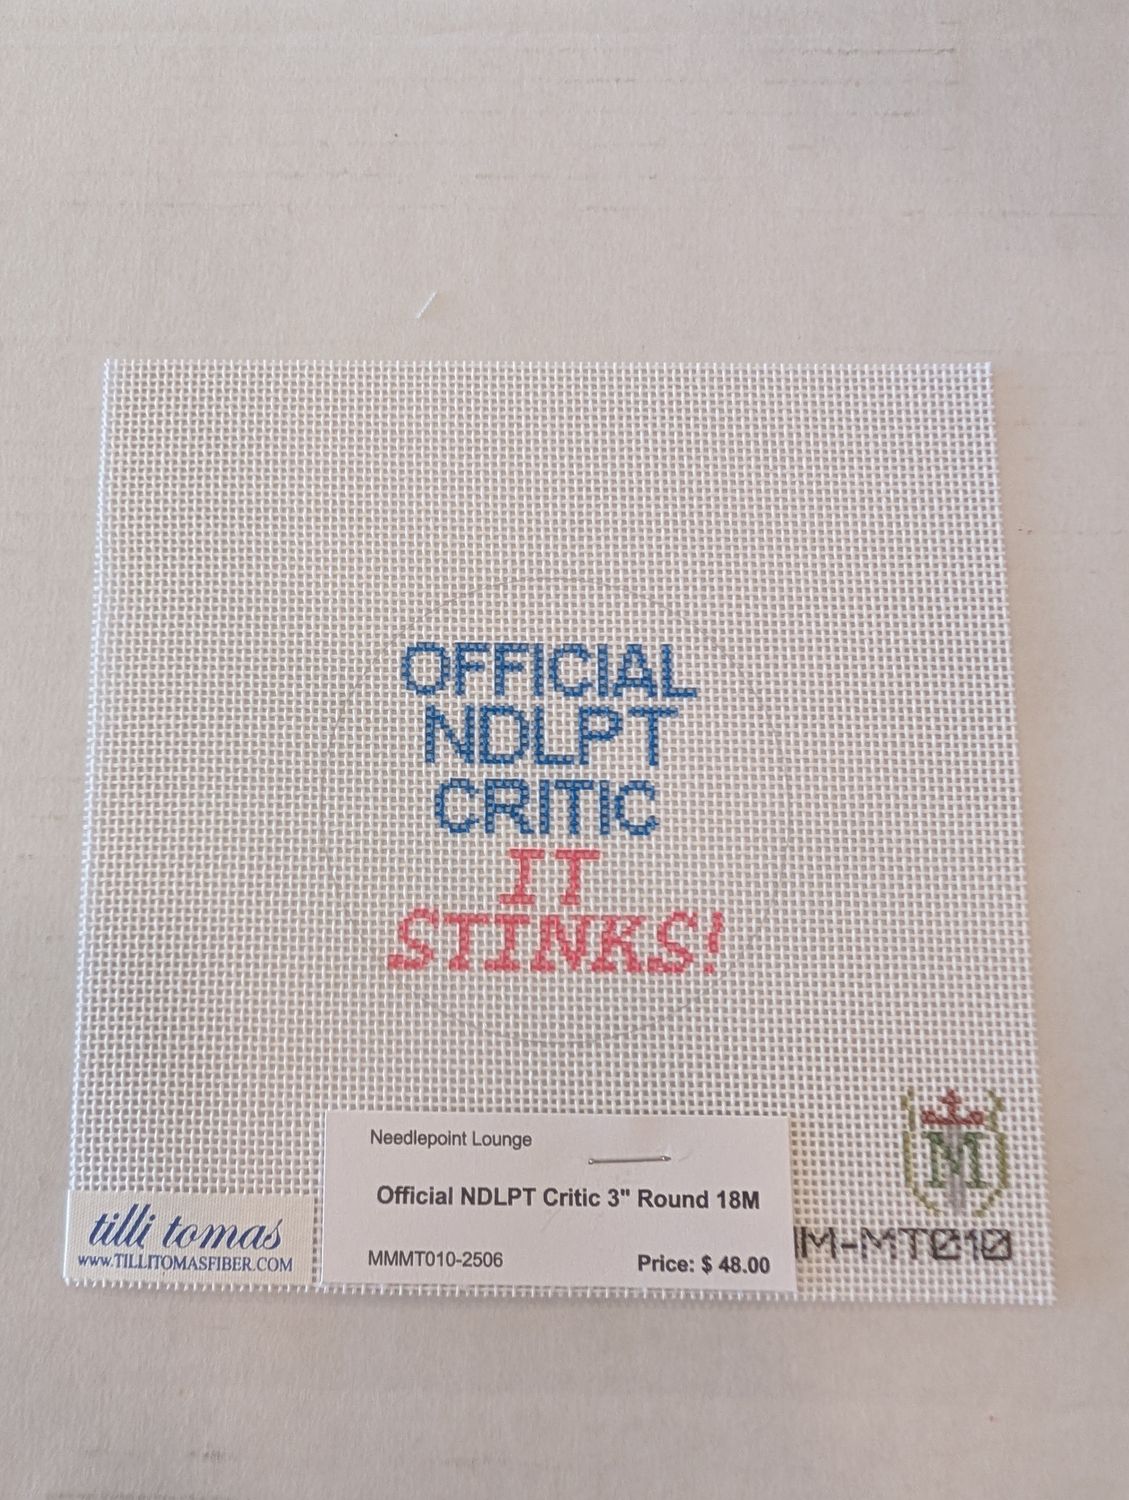 OFFICIAL
NDLPT
CRITIC
IT
STINKS!
Needlepoint Lounge
Official NDLPT Critic 3" Round 18M
MMMT010-2506
Price: $ 48.00
tilli tomas
www.TILLITOMASFIBER.COM
M
M-MT010